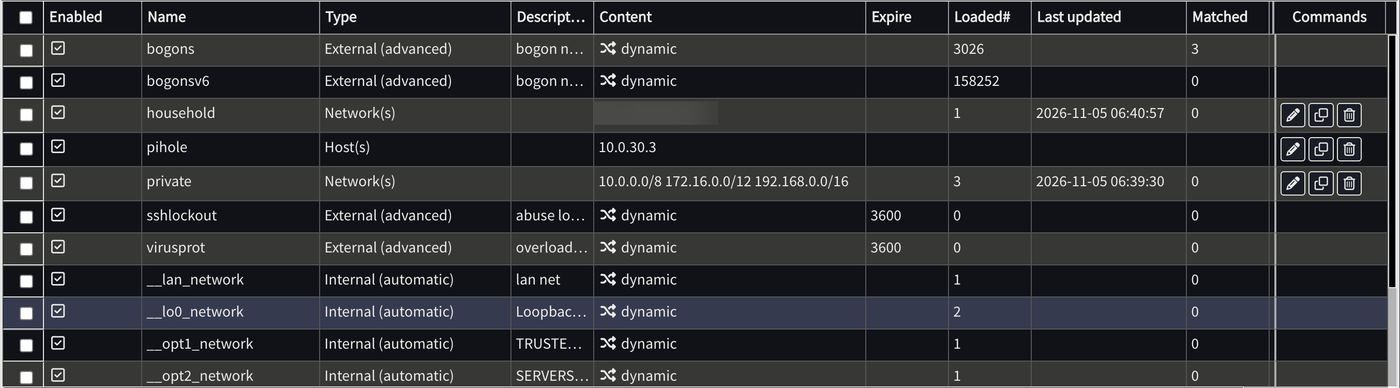 Enabled Name Type Descript... Content Expire Loaded# Last updated Matched Commands
bogons External (advanced) bogon n... dynamic 3026 3
bogonsv6 External (advanced) bogon n... dynamic 158252 0
household Network(s) 1 2026-11-05 06:40:57 0
pihole Host(s) 10.0.30.3 0
private Network(s) 10.0.0.0/8 172.16.0.0/12 192.168.0.0/16 3 2026-11-05 06:39:30 0
sshlockout External (advanced) abuse lo... dynamic 3600 0 0
virusprot External (advanced) overload... dynamic 3600 0 0
__lan_network Internal (automatic) lan net dynamic 1 0
__lo0_network Internal (automatic) Loopbac... dynamic 2 0
__opt1_network Internal (automatic) TRUSTE... dynamic 1 0
__opt2_network Internal (automatic) SERVERS... dynamic 1 0